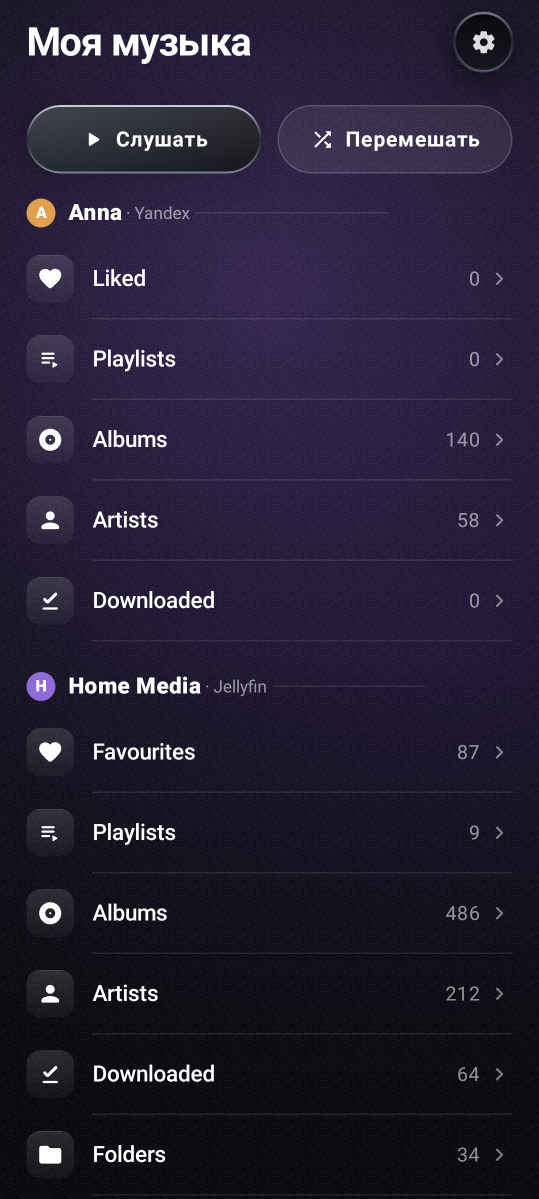 Моя музыка
Слушать
Перемешать
A Anna · Yandex
Liked 0
Playlists 0
Albums 140
Artists 58
Downloaded 0
H Home Media · Jellyfin
Favourites 87
Playlists 9
Albums 486
Artists 212
Downloaded 64
Folders 34